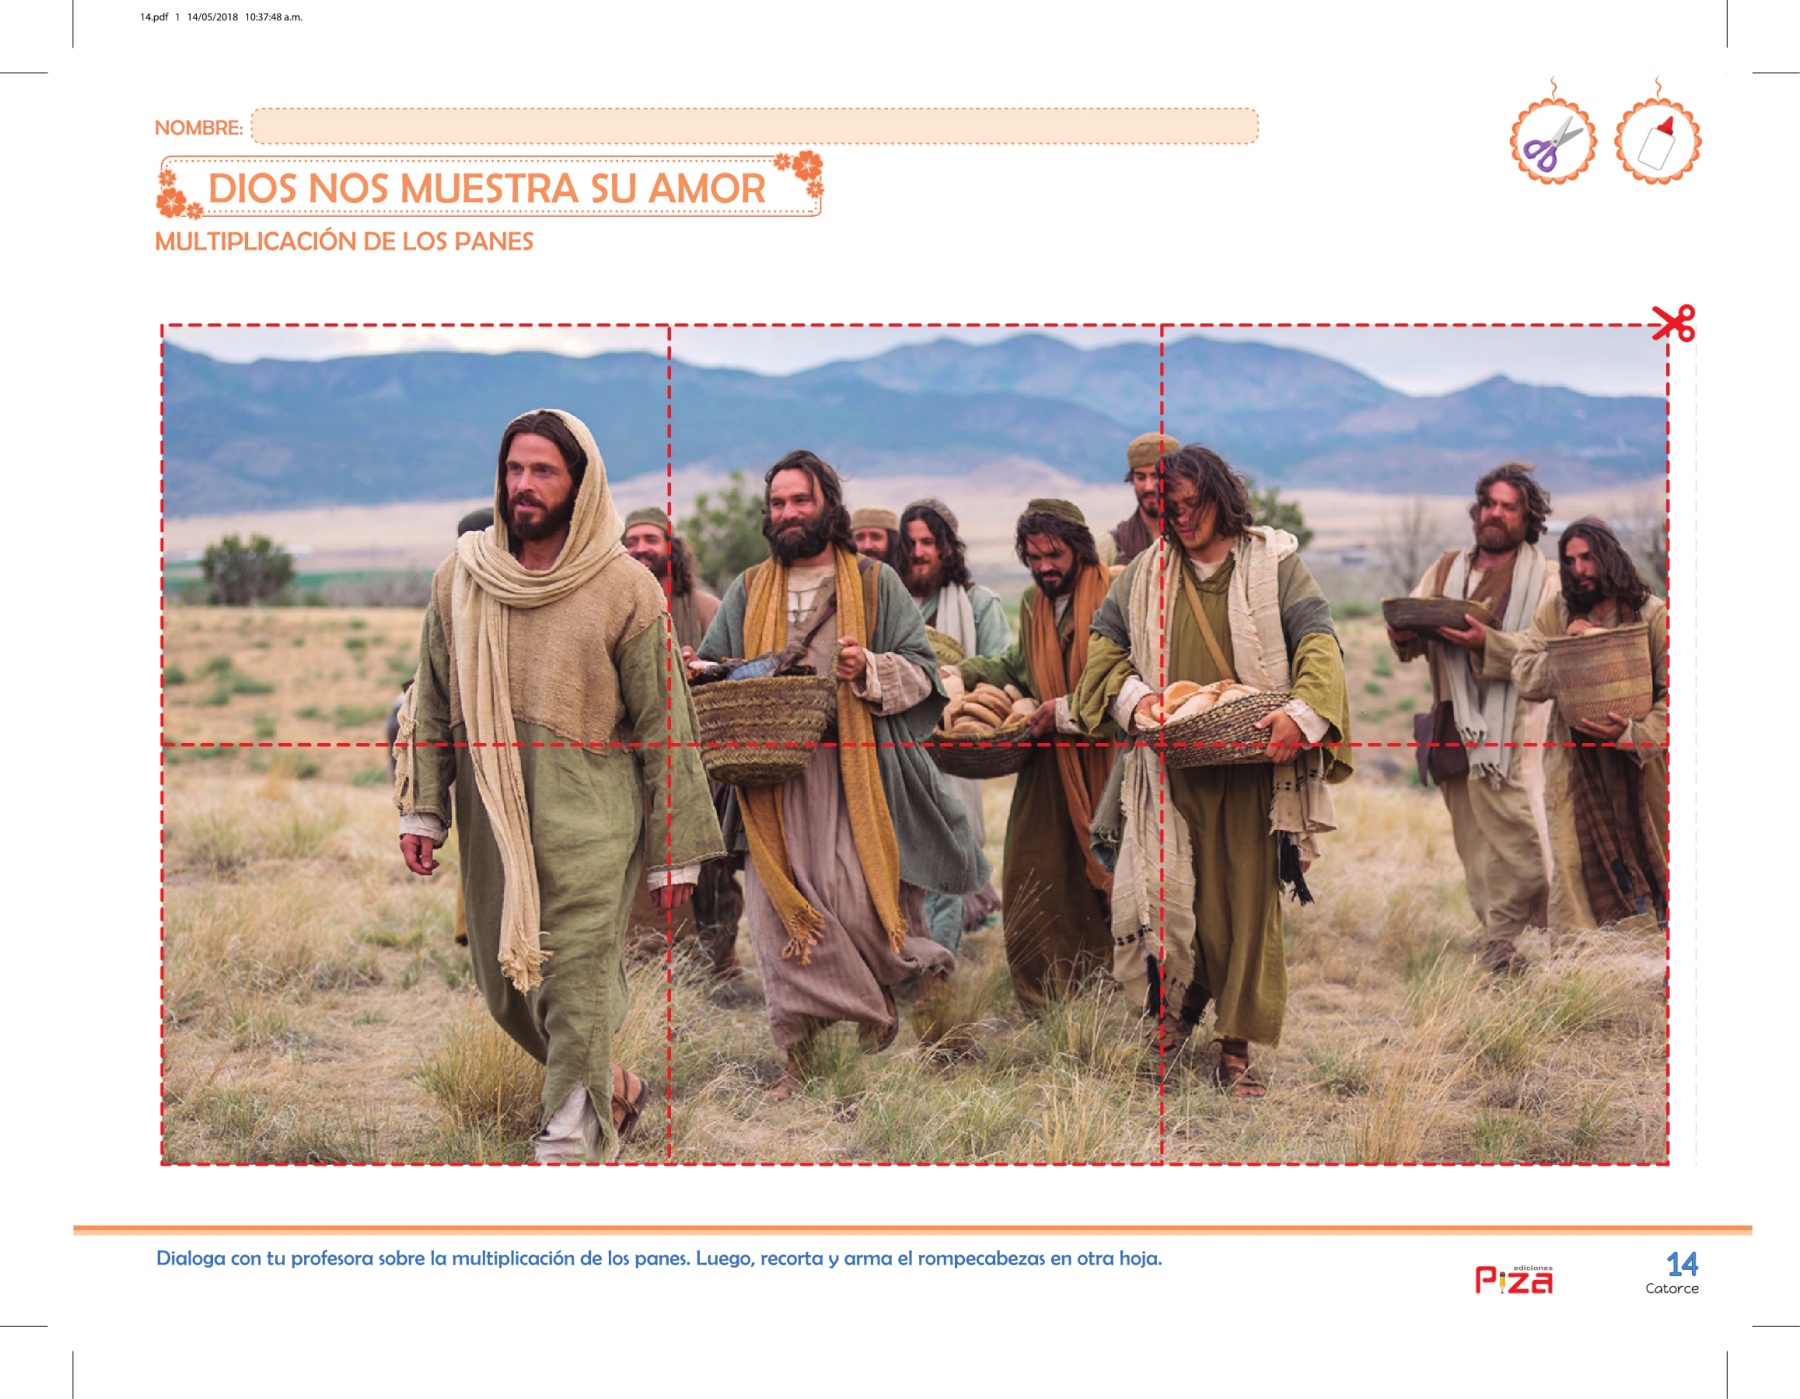 14.pdf 1 14/05/2018 10:37:48 a.m.
NOMBRE:
DIOS NOS MUESTRA SU AMOR
MULTIPLICACIÓN DE LOS PANES
Dialoga con tu profesora sobre la multiplicación de los panes. Luego, recorta y arma el rompecabezas en otra hoja.
ediciones
Piza
14
Catorce